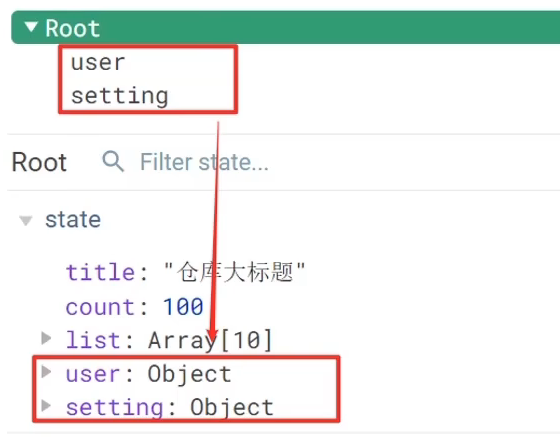 Root
user
setting
Root
Filter state...
state
title: "仓库大标题"
count: 100
list: Array[10]
user: Object
setting: Object